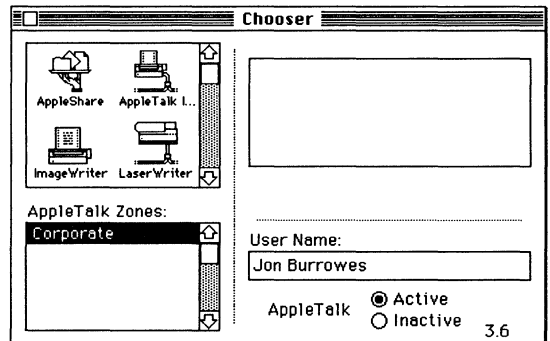 Chooser
AppleShare
AppleTalk I...
ImageWriter
LaserWriter
AppleTalk Zones:
Corporate
User Name:
Jon Burrowes
AppleTalk
Active
Inactive
3.6